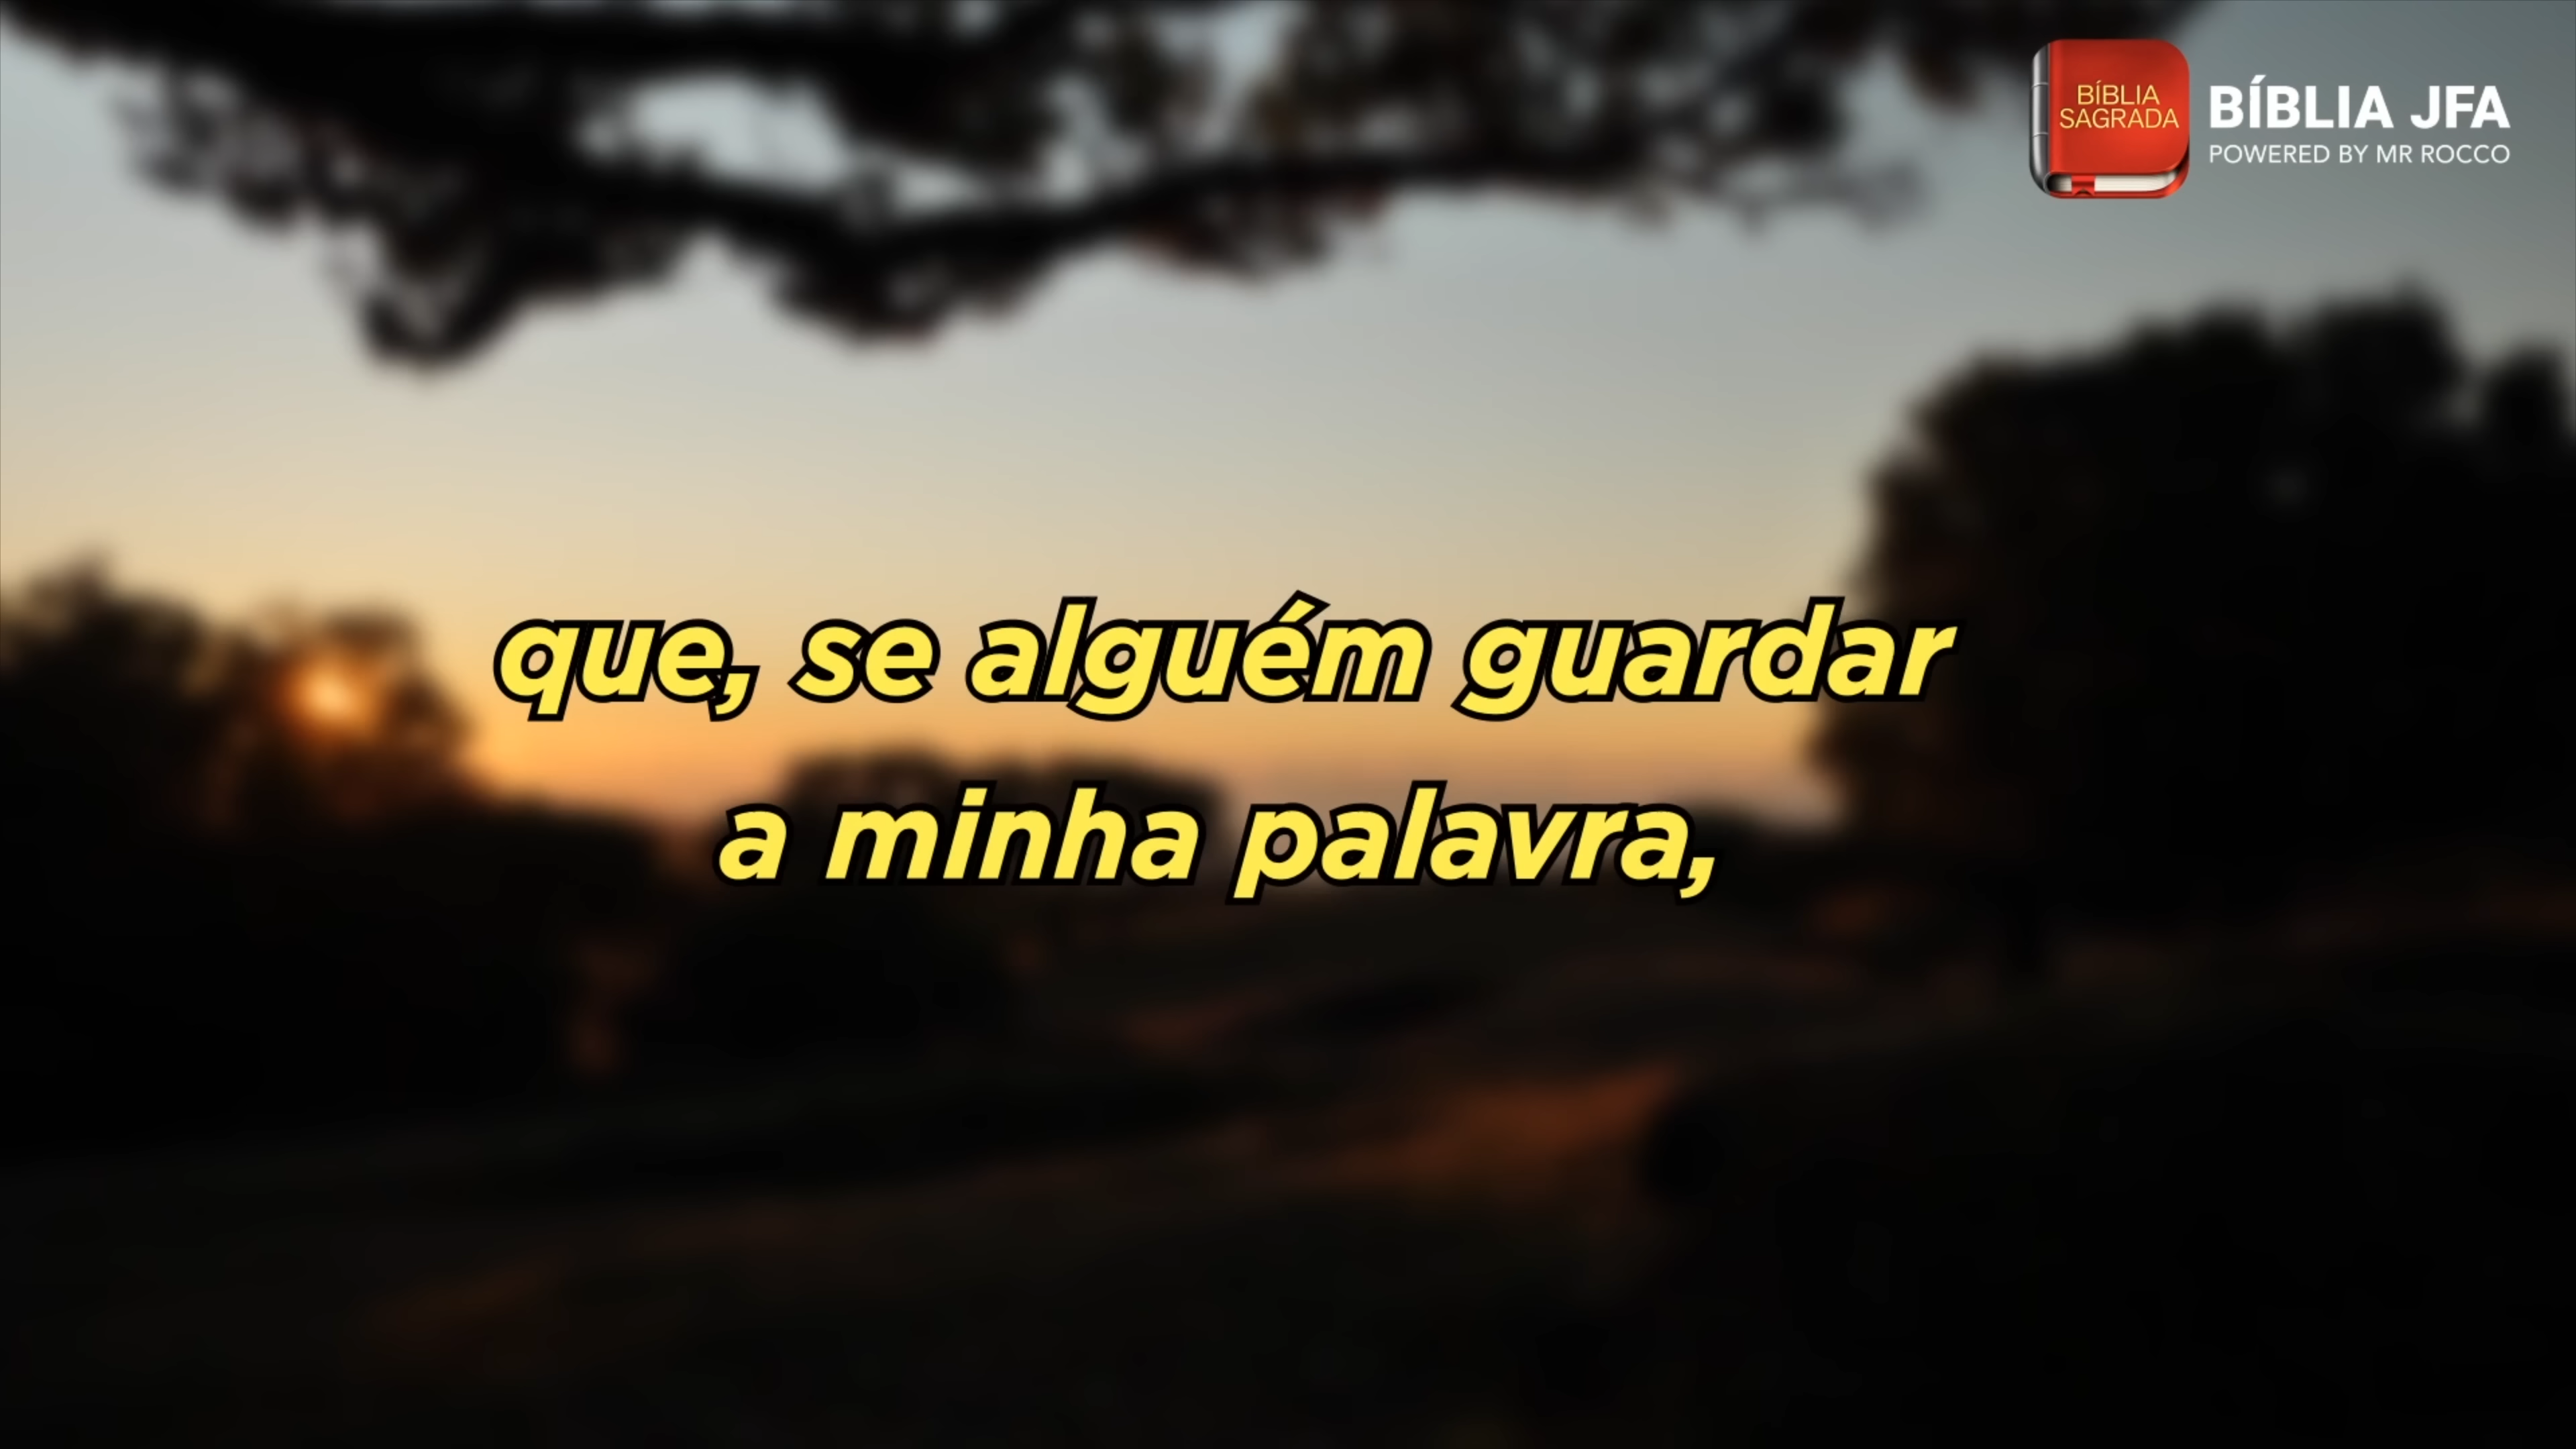 BÍBLIA
SAGRADA
BÍBLIA JFA
POWERED BY MR ROCCO
que, se alguém guardar
a minha palavra,